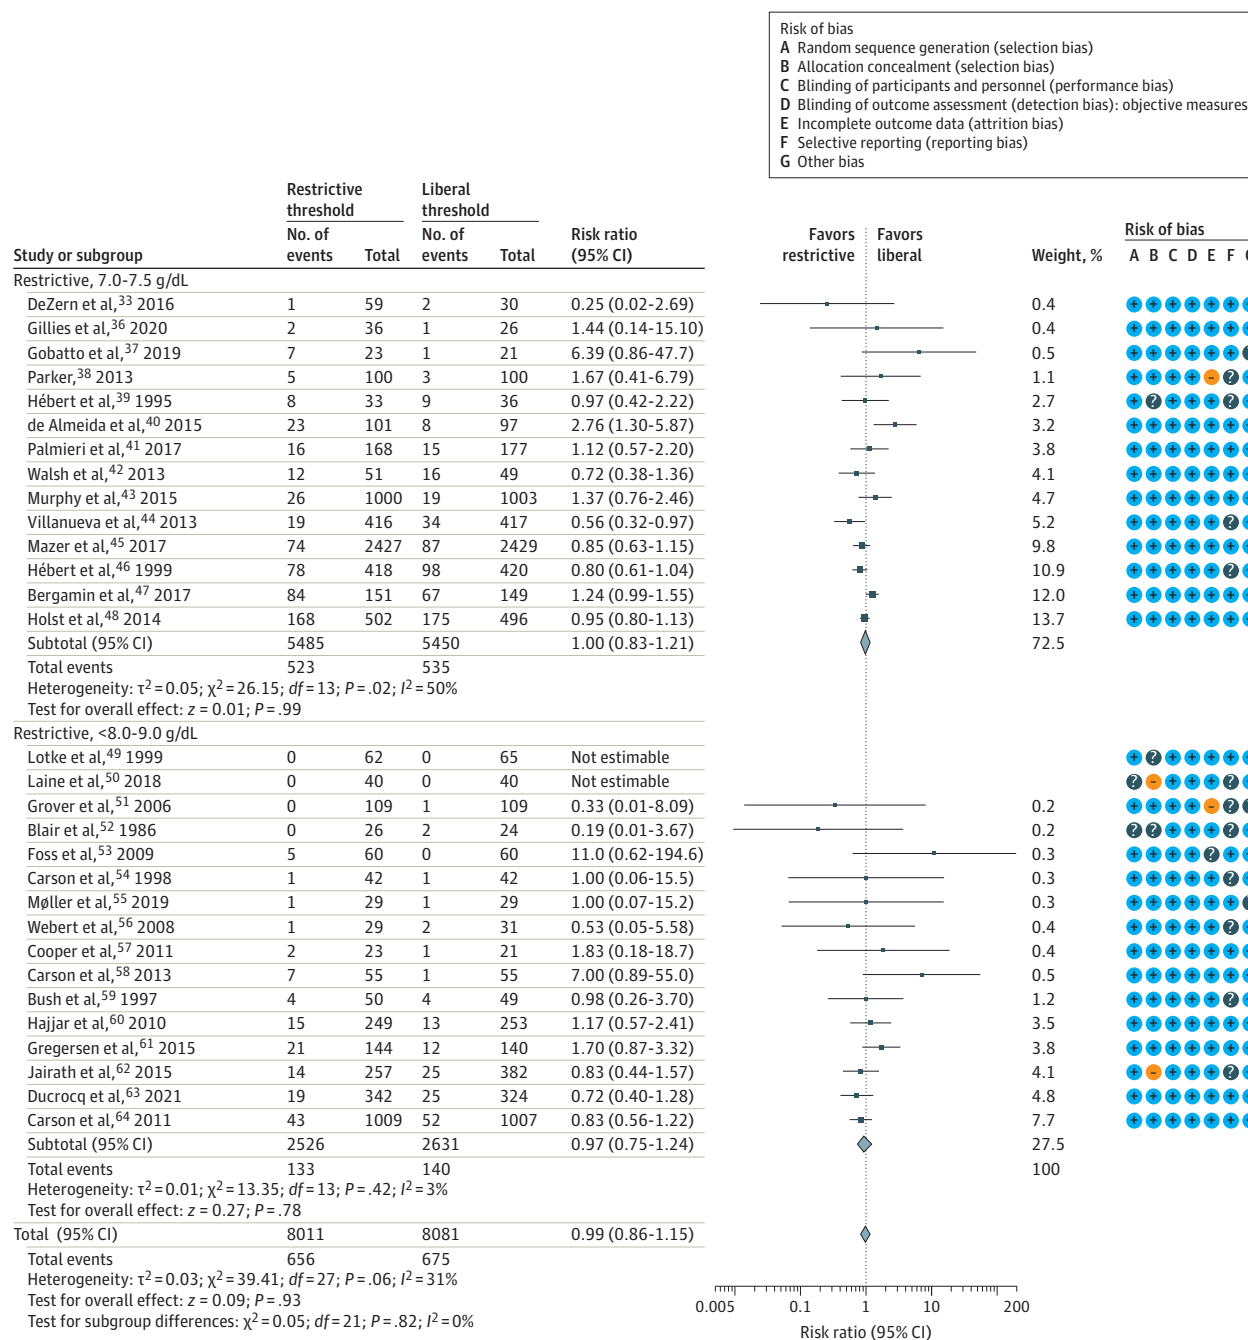 Risk of bias
A Random sequence generation (selection bias)
B Allocation concealment (selection bias)
C Blinding of participants and personnel (performance bias)
D Blinding of outcome assessment (detection bias): objective measures
E Incomplete outcome data (attrition bias)
F Selective reporting (reporting bias)
G Other bias
Restrictive threshold Liberal threshold
Study or subgroup No. of events Total No. of events Total Risk ratio (95% CI) Favors restrictive Favors liberal Weight, % Risk of bias A B C D E F
Restrictive, 7.0-7.5 g/dL
DeZern et al,33 2016 1 59 2 30 0.25 (0.02-2.69) 0.4 + + + + + +
Gillies et al,36 2020 2 36 1 26 1.44 (0.14-15.10) 0.4 + + + + + +
Gobatto et al,37 2019 7 23 1 21 6.39 (0.86-47.7) 0.5 + + + + + +
Parker,38 2013 5 100 3 100 1.67 (0.41-6.79) 1.1 + + + + - ?
Hébert et al,39 1995 8 33 9 36 0.97 (0.42-2.22) 2.7 + ? + + + ?
de Almeida et al,40 2015 23 101 8 97 2.76 (1.30-5.87) 3.2 + + + + + +
Palmieri et al,41 2017 16 168 15 177 1.12 (0.57-2.20) 3.8 + + + + + +
Walsh et al,42 2013 12 51 16 49 0.72 (0.38-1.36) 4.1 + + + + + +
Murphy et al,43 2015 26 1000 19 1003 1.37 (0.76-2.46) 4.7 + + + + + +
Villanueva et al,44 2013 19 416 34 417 0.56 (0.32-0.97) 5.2 + + + + + ?
Mazer et al,45 2017 74 2427 87 2429 0.85 (0.63-1.15) 9.8 + + + + + +
Hébert et al,46 1999 78 418 98 420 0.80 (0.61-1.04) 10.9 + + + + + ?
Bergamin et al,47 2017 84 151 67 149 1.24 (0.99-1.55) 12.0 + + + + + +
Holst et al,48 2014 168 502 175 496 0.95 (0.80-1.13) 13.7 + + + + + +
Subtotal (95% CI) 5485 5450 1.00 (0.83-1.21) 72.5
Total events 523 535
Heterogeneity: τ2 = 0.05; χ2 = 26.15; df = 13; P = .02; I2 = 50%
Test for overall effect: z = 0.01; P = .99
Restrictive, <8.0-9.0 g/dL
Lotke et al,49 1999 0 62 0 65 Not estimable + ? + + + +
Laine et al,50 2018 0 40 0 40 Not estimable ? - + + + ?
Grover et al,51 2006 0 109 1 109 0.33 (0.01-8.09) 0.2 + + + + - ?
Blair et al,52 1986 0 26 2 24 0.19 (0.01-3.67) 0.2 ? ? + + + ?
Foss et al,53 2009 5 60 0 60 11.0 (0.62-194.6) 0.3 + + + + ? +
Carson et al,54 1998 1 42 1 42 1.00 (0.06-15.5) 0.3 + + + + + ?
Møller et al,55 2019 1 29 1 29 1.00 (0.07-15.2) 0.3 + + + + + +
Webert et al,56 2008 1 29 2 31 0.53 (0.05-5.58) 0.4 + + + + + ?
Cooper et al,57 2011 2 23 1 21 1.83 (0.18-18.7) 0.4 + + + + + +
Carson et al,58 2013 7 55 1 55 7.00 (0.89-55.0) 0.5 + + + + + +
Bush et al,59 1997 4 50 4 49 0.98 (0.26-3.70) 1.2 + + + + + ?
Hajjar et al,60 2010 15 249 13 253 1.17 (0.57-2.41) 3.5 + + + + + +
Gregersen et al,61 2015 21 144 12 140 1.70 (0.87-3.32) 3.8 + + + + + +
Jairath et al,62 2015 14 257 25 382 0.83 (0.44-1.57) 4.1 + - + + + ?
Ducrocq et al,63 2021 19 342 25 324 0.72 (0.40-1.28) 4.8 + + + + + +
Carson et al,64 2011 43 1009 52 1007 0.83 (0.56-1.22) 7.7 + + + + + +
Subtotal (95% CI) 2526 2631 0.97 (0.75-1.24) 27.5
Total events 133 140 100
Heterogeneity: τ2 = 0.01; χ2 = 13.35; df = 13; P = .42; I2 = 3%
Test for overall effect: z = 0.27; P = .78
Total (95% CI) 8011 8081 0.99 (0.86-1.15)
Total events 656 675
Heterogeneity: τ2 = 0.03; χ2 = 39.41; df = 27; P = .06; I2 = 31%
Test for overall effect: z = 0.09; P = .93
Test for subgroup differences: χ2 = 0.05; df = 21; P = .82; I2 = 0%
0.005 0.1 1 10 200
Risk ratio (95% CI)